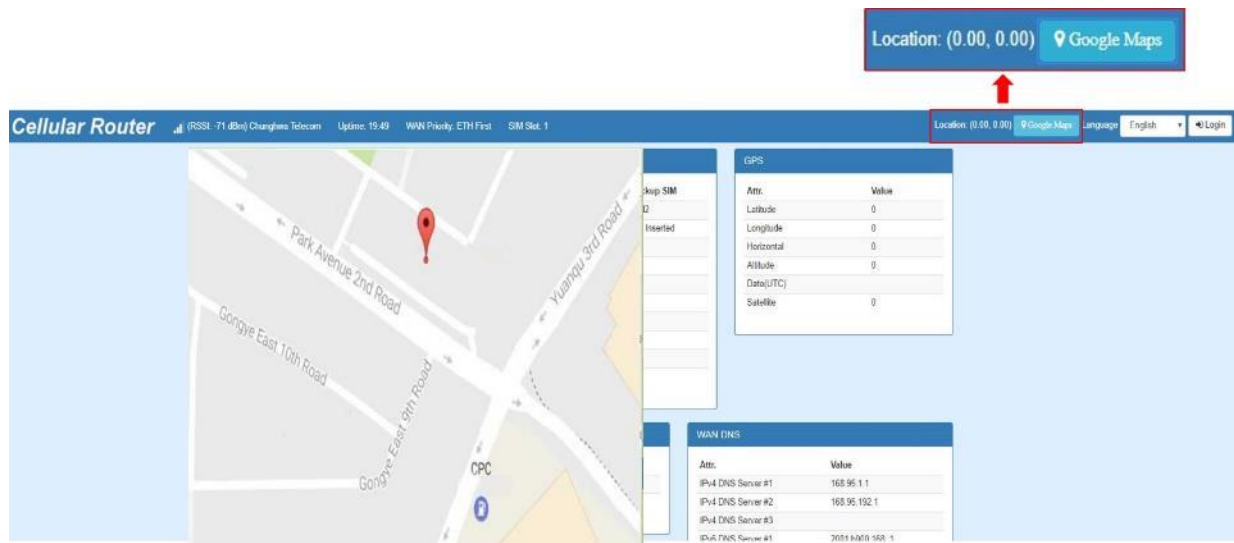 Location: (0.00, 0.00) Google Maps
Cellular Router (RSSI: -71 dBm) Chunghwa Telecom Uptime: 19:49 WAN Priority: ETH First SIM Slot: 1 Location: (0.00, 0.00) Google Maps Language English Login
GPS
ckup SIM
Inserted
Attr. Value
Latitude 0
Longitude 0
Horizontal 0
Altitude 0
Date(UTC)
Satellite 0
Park Avenue 2nd Road
Yuanqu 3rd Road
Gongye East 10th Road
Gongye East 9th Road
CPC
WAN DNS
Attr. Value
IPv4 DNS Server #1 168.95.1.1
IPv4 DNS Server #2 168.95.192.1
IPv4 DNS Server #3
IPv6 DNS Server #1